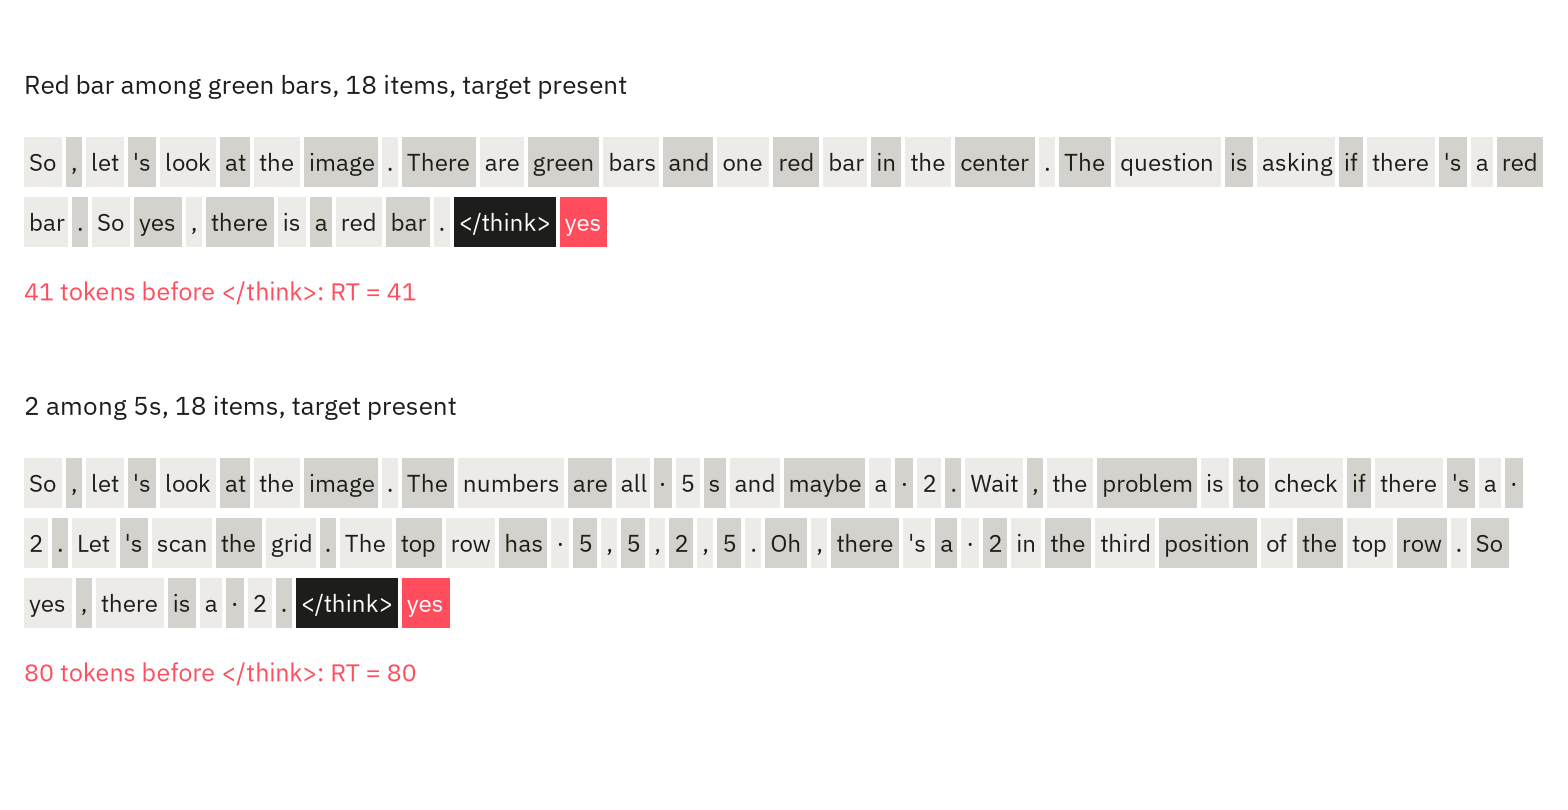 Red bar among green bars, 18 items, target present
So , let 's look at the image . There are green bars and one red bar in the center . The question is asking if there 's a red
bar . So yes , there is a red bar . </think> yes
41 tokens before </think>: RT = 41
2 among 5s, 18 items, target present
So , let 's look at the image . The numbers are all · 5 s and maybe a · 2 . Wait , the problem is to check if there 's a ·
2 . Let 's scan the grid . The top row has · 5 , 5 , 2 , 5 . Oh , there 's a · 2 in the third position of the top row . So
yes , there is a · 2 . </think> yes
80 tokens before </think>: RT = 80